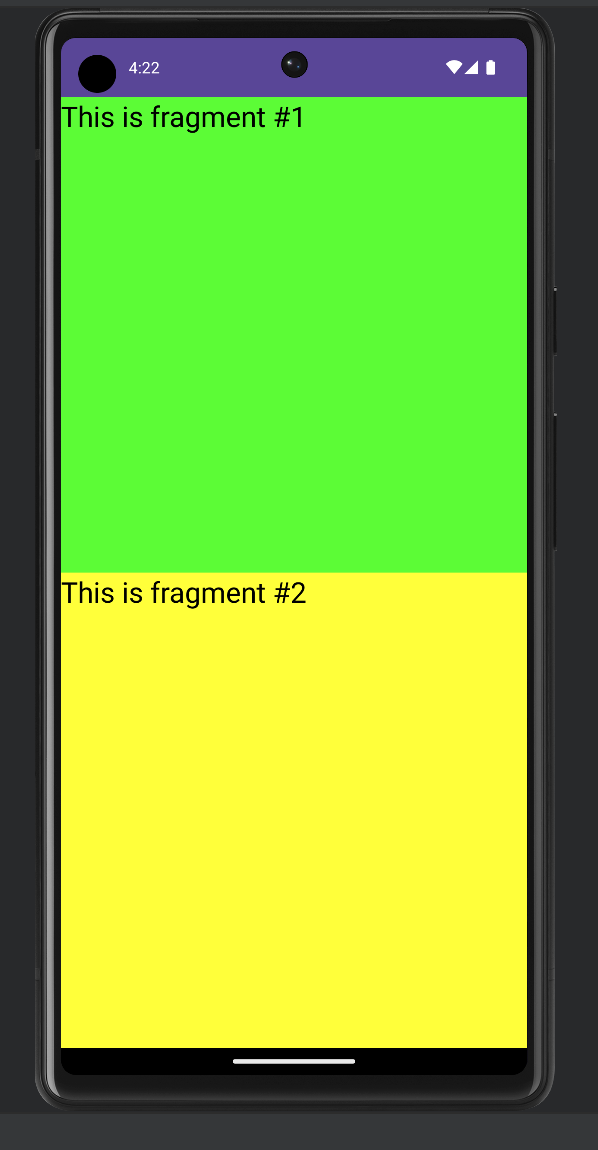 4:22
This is fragment #1
This is fragment #2